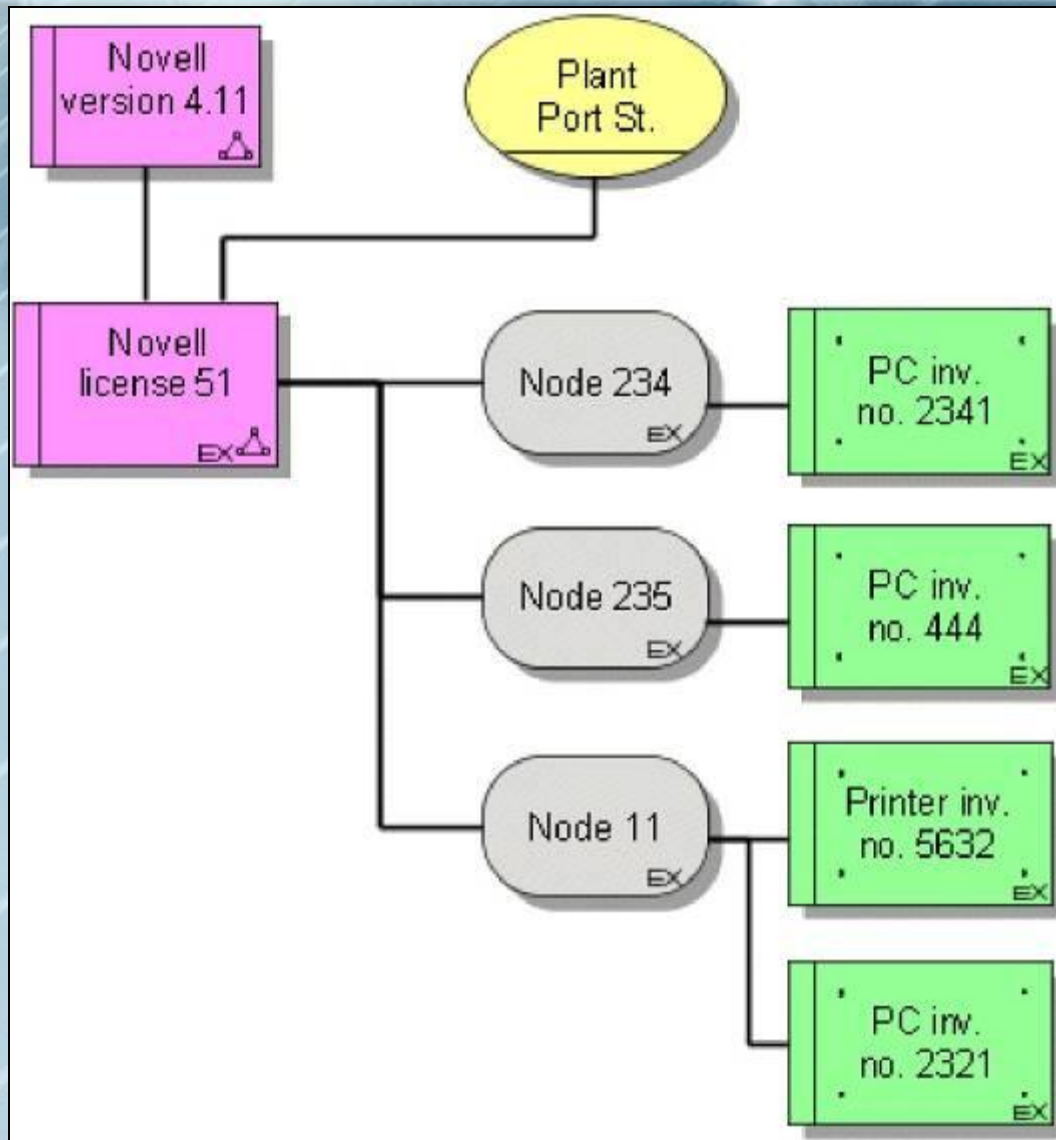 Novell
version 4.11
Plant
Port St.
Novell
license 51
EX
Node 234
EX
PC inv.
no. 2341
EX
Node 235
EX
PC inv.
no. 444
EX
Node 11
EX
Printer inv.
no. 5632
EX
PC inv.
no. 2321
EX